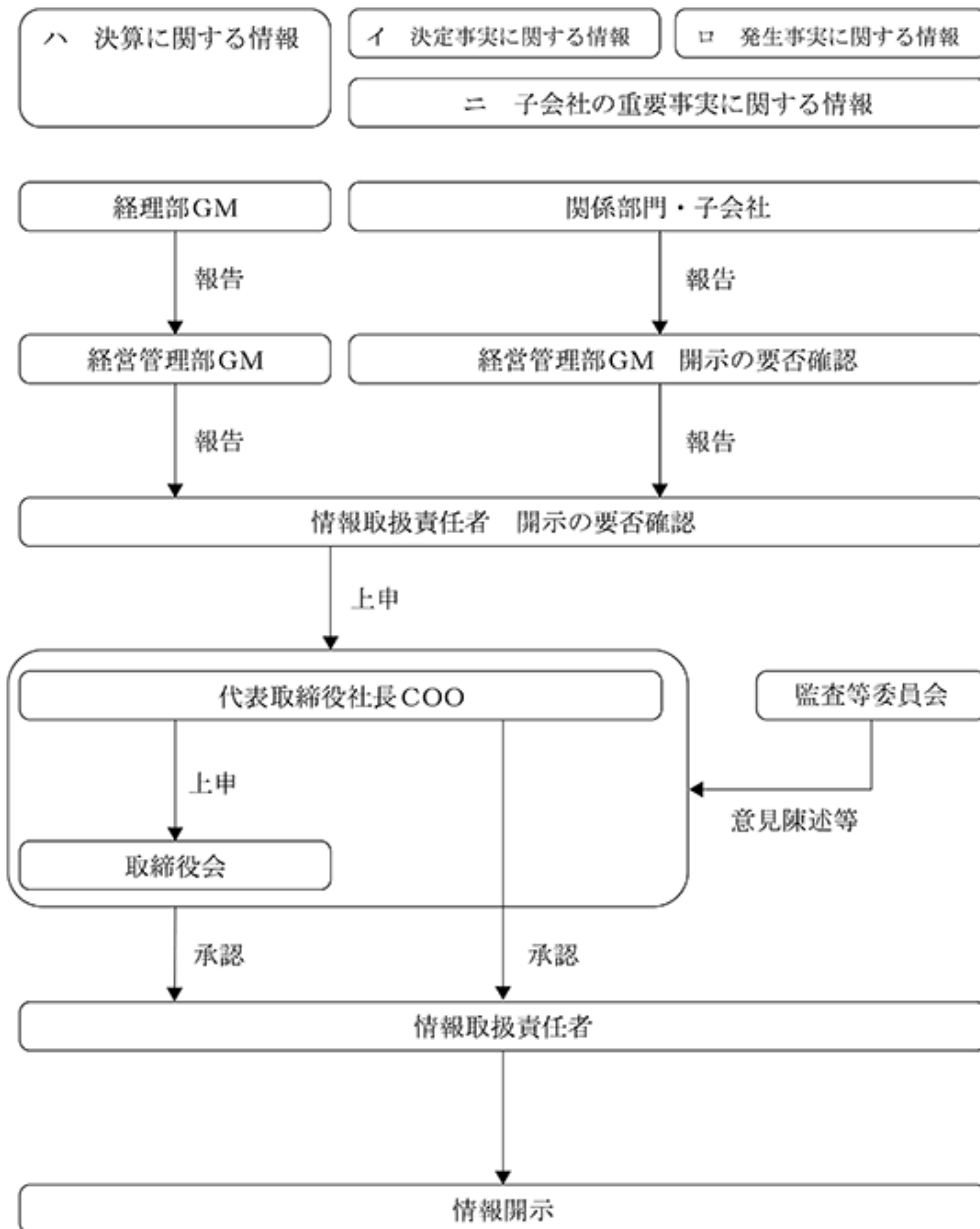 ハ 決算に関する情報
イ 決定事実に関する情報
ロ 発生事実に関する情報
ニ 子会社の重要事実に関する情報
経理部GM
関係部門・子会社
報告
報告
経営管理部GM
経営管理部GM 開示の要否確認
報告
報告
情報取扱責任者 開示の要否確認
上申
代表取締役社長COO
監査等委員会
上申
意見陳述等
取締役会
承認
承認
情報取扱責任者
情報開示